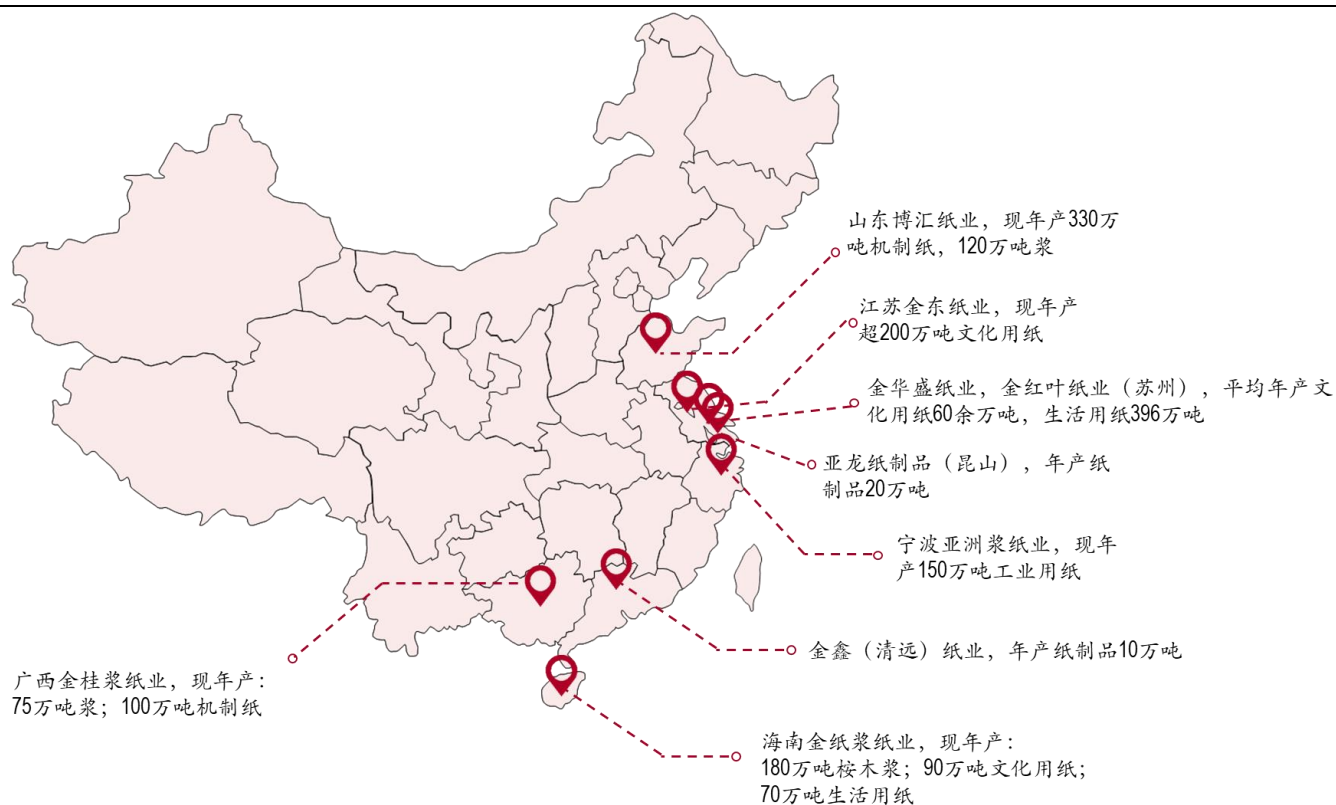 山东博汇纸业，现年产330万
吨机制纸，120万吨浆
江苏金东纸业，现年产
超200万吨文化用纸
金华盛纸业，金红叶纸业（苏州），平均年产文
化用纸60余万吨，生活用纸396万吨
亚龙纸制品（昆山），年产纸
制品20万吨
宁波亚洲浆纸业，现年
产150万吨工业用纸
金鑫（清远）纸业，年产纸制品10万吨
广西金桂浆纸业，现年产：
75万吨浆；100万吨机制纸
海南金纸浆纸业，现年产：
180万吨桉木浆；90万吨文化用纸；
70万吨生活用纸